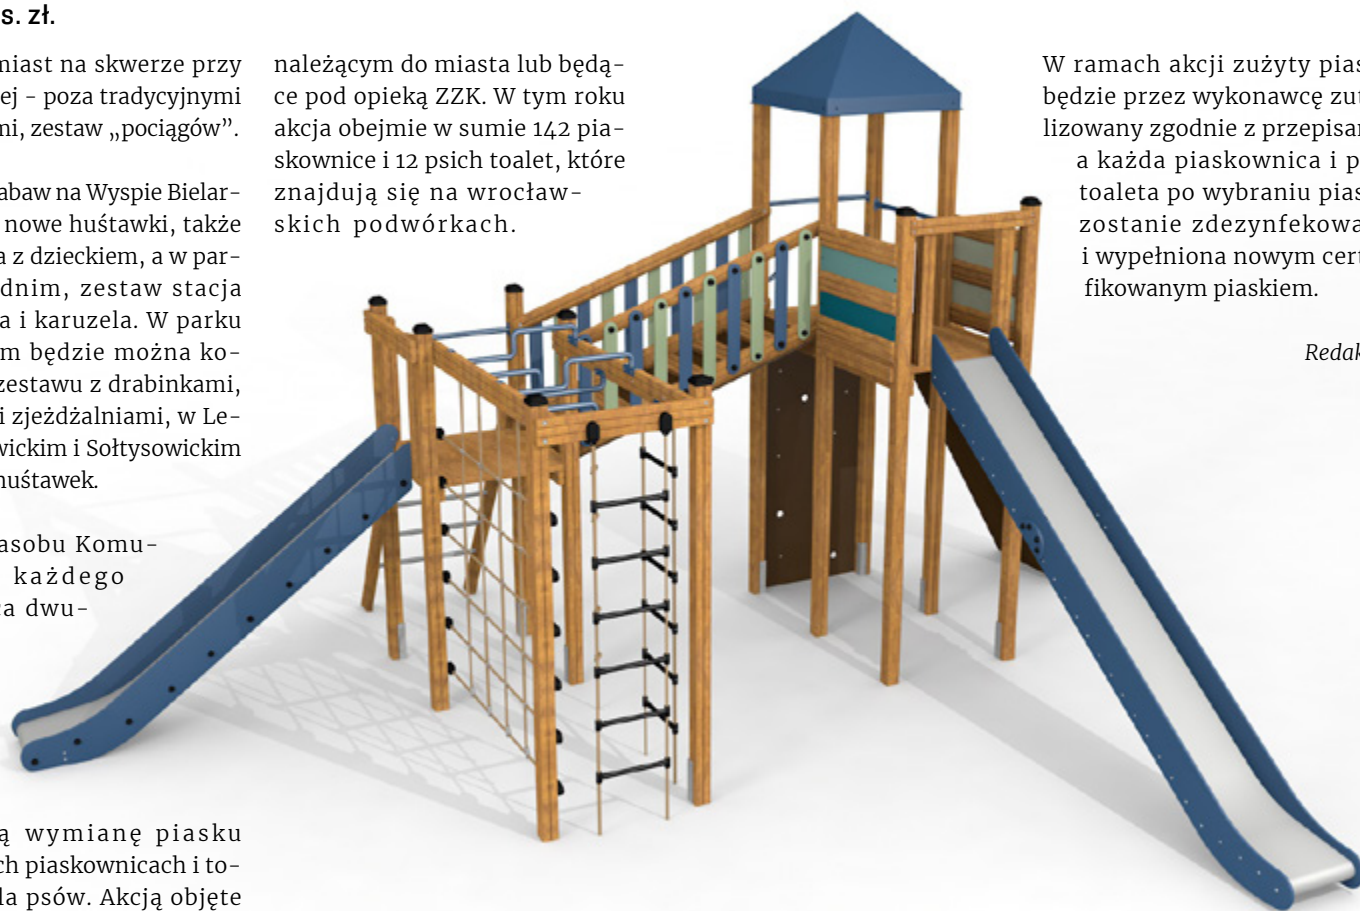 s. zł.
miast na skwerze przy
ej – poza tradycyjnymi
mi, zestaw „pociągów”.
abaw na Wyspie Bielar-
nowe huśtawki, także
a z dzieckiem, a w par-
dnim, zestaw stacja
a i karuzela. W parku
m będzie można ko-
zestawu z drabinkami,
i zjeżdżalniami, w Le-
wickim i Sołtysowickim
huśtawek.
asobu Komu-
każdego
ca dwu-
ą wymianę piasku
ch piaskownicach i to-
la psów. Akcją objęte
należącym do miasta lub będą-
ce pod opieką ZZK. W tym roku
akcja obejmie w sumie 142 pia-
skownice i 12 psich toalet, które
znajdują się na wrocław-
skich podwórkach.
W ramach akcji zużyty pias
będzie przez wykonawcę zut
lizowany zgodnie z przepisar
a każda piaskownica i p
toaleta po wybraniu pias
zostanie zdezynfekowa
i wypełniona nowym cert
fikowanym piaskiem.
Redak